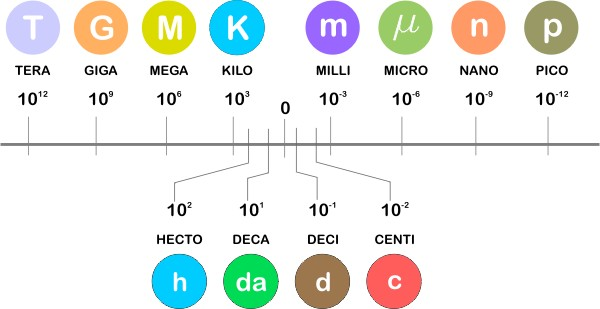 T G M K m μ n p
TERA GIGA MEGA KILO MILLI MICRO NANO PICO
10¹² 10⁹ 10⁶ 10³ 0 10⁻³ 10⁻⁶ 10⁻⁹ 10⁻¹²
10² 10¹ 10⁻¹ 10⁻²
HECTO DECA DECI CENTI
h da d c